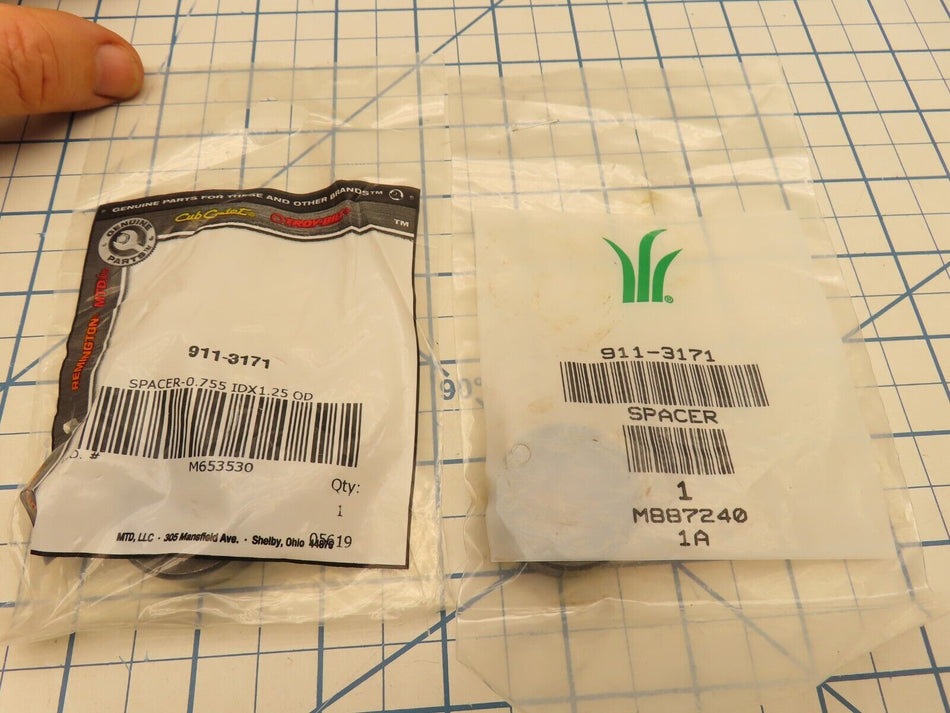 GENUINE PARTS FOR THESE AND OTHER BRANDS™
Cub Cadet
TROY-BILT
TM
GENUINE
PARTS
REMINGTON MTD
911-3171
SPACER-0.755 IDX1.25 OD
O. #
M653530
Qty:
1
MTD, LLC · 305 Mansfield Ave. · Shelby, Ohio
05619
®
911-3171
SPACER
1
M887240
1A
90°